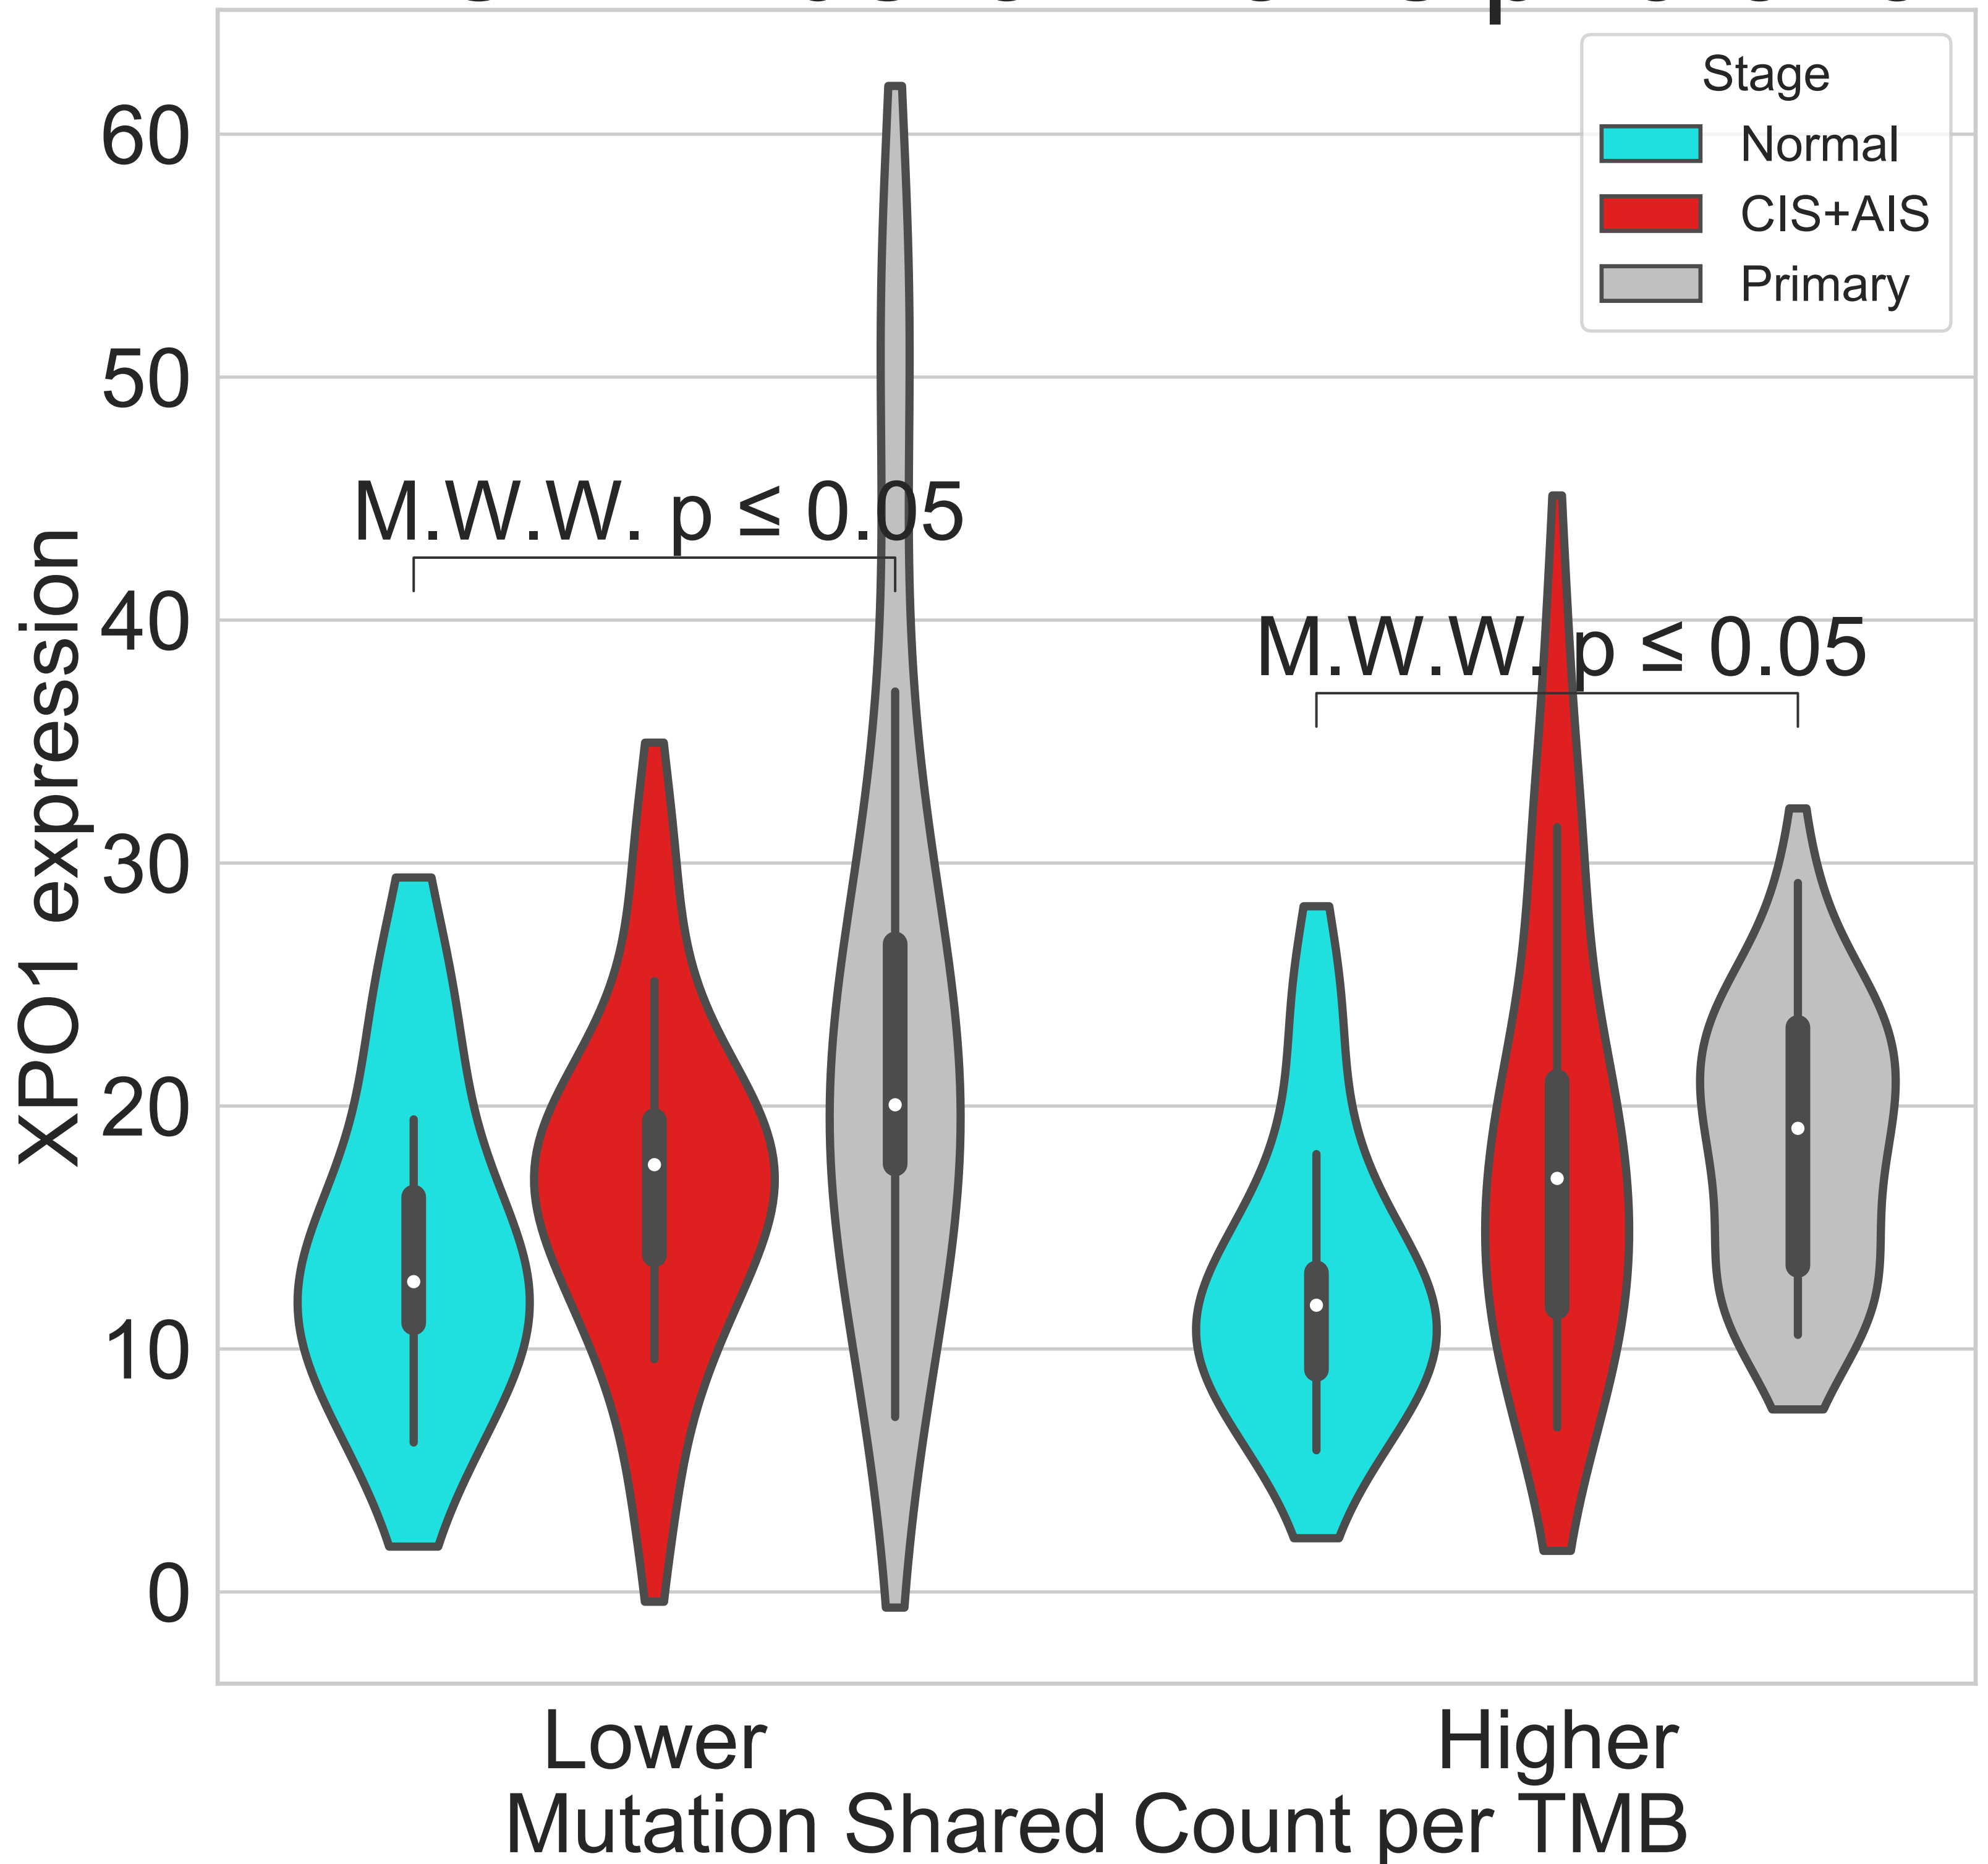 Stage
Normal
CIS+AIS
Primary
60
50
40
30
20
10
0
XPO1 expression
M.W.W. p ≤ 0.05
M.W.W. p ≤ 0.05
Lower
Higher
Mutation Shared Count per TMB